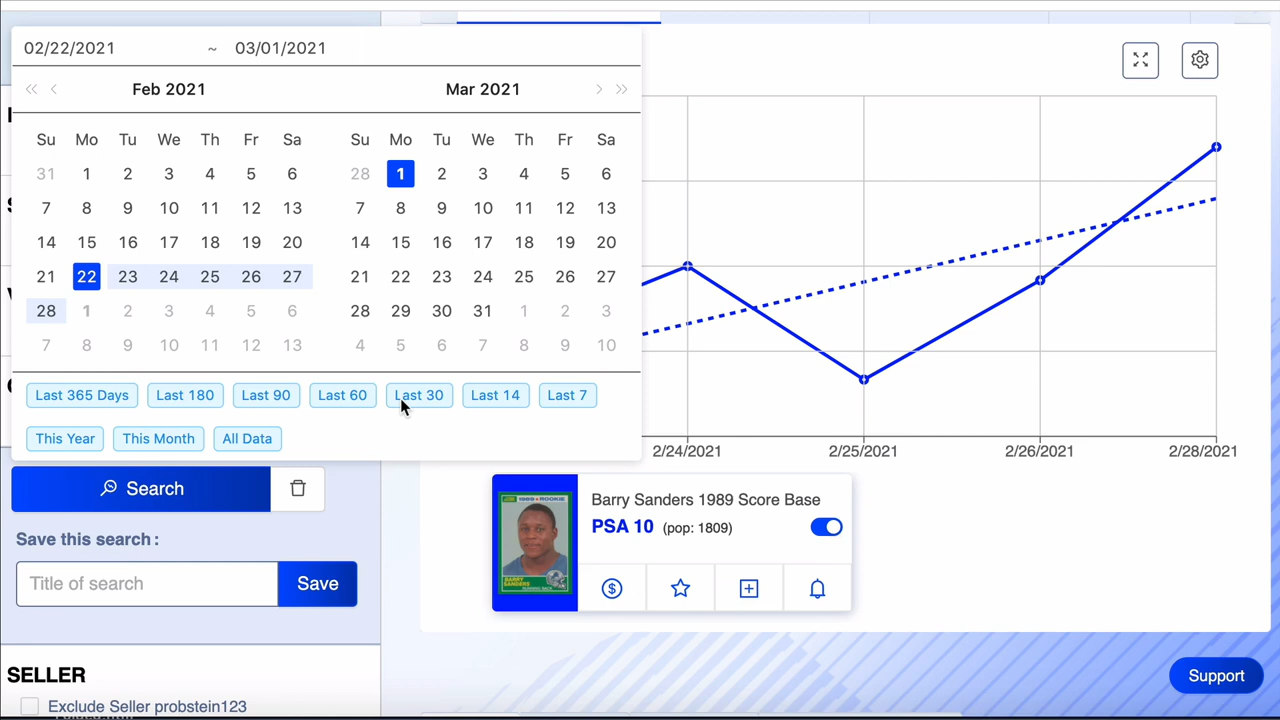 02/22/2021 ~ 03/01/2021
Feb 2021
Mar 2021
Su Mo Tu We Th Fr Sa
31 1 2 3 4 5 6
7 8 9 10 11 12 13
14 15 16 17 18 19 20
21 22 23 24 25 26 27
28 1 2 3 4 5 6
7 8 9 10 11 12 13
Su Mo Tu We Th Fr Sa
28 1 2 3 4 5 6
7 8 9 10 11 12 13
14 15 16 17 18 19 20
21 22 23 24 25 26 27
28 29 30 31 1 2 3
4 5 6 7 8 9 10
Last 365 Days Last 180 Last 90 Last 60 Last 30 Last 14 Last 7
This Year This Month All Data
2/24/2021 2/25/2021 2/26/2021 2/28/2021
Search
Save this search :
Title of search
Save
SELLER
Exclude Seller probstein123
Barry Sanders 1989 Score Base
PSA 10 (pop: 1809)
1989 ROOKIE
BARRY
SANDERS
Support